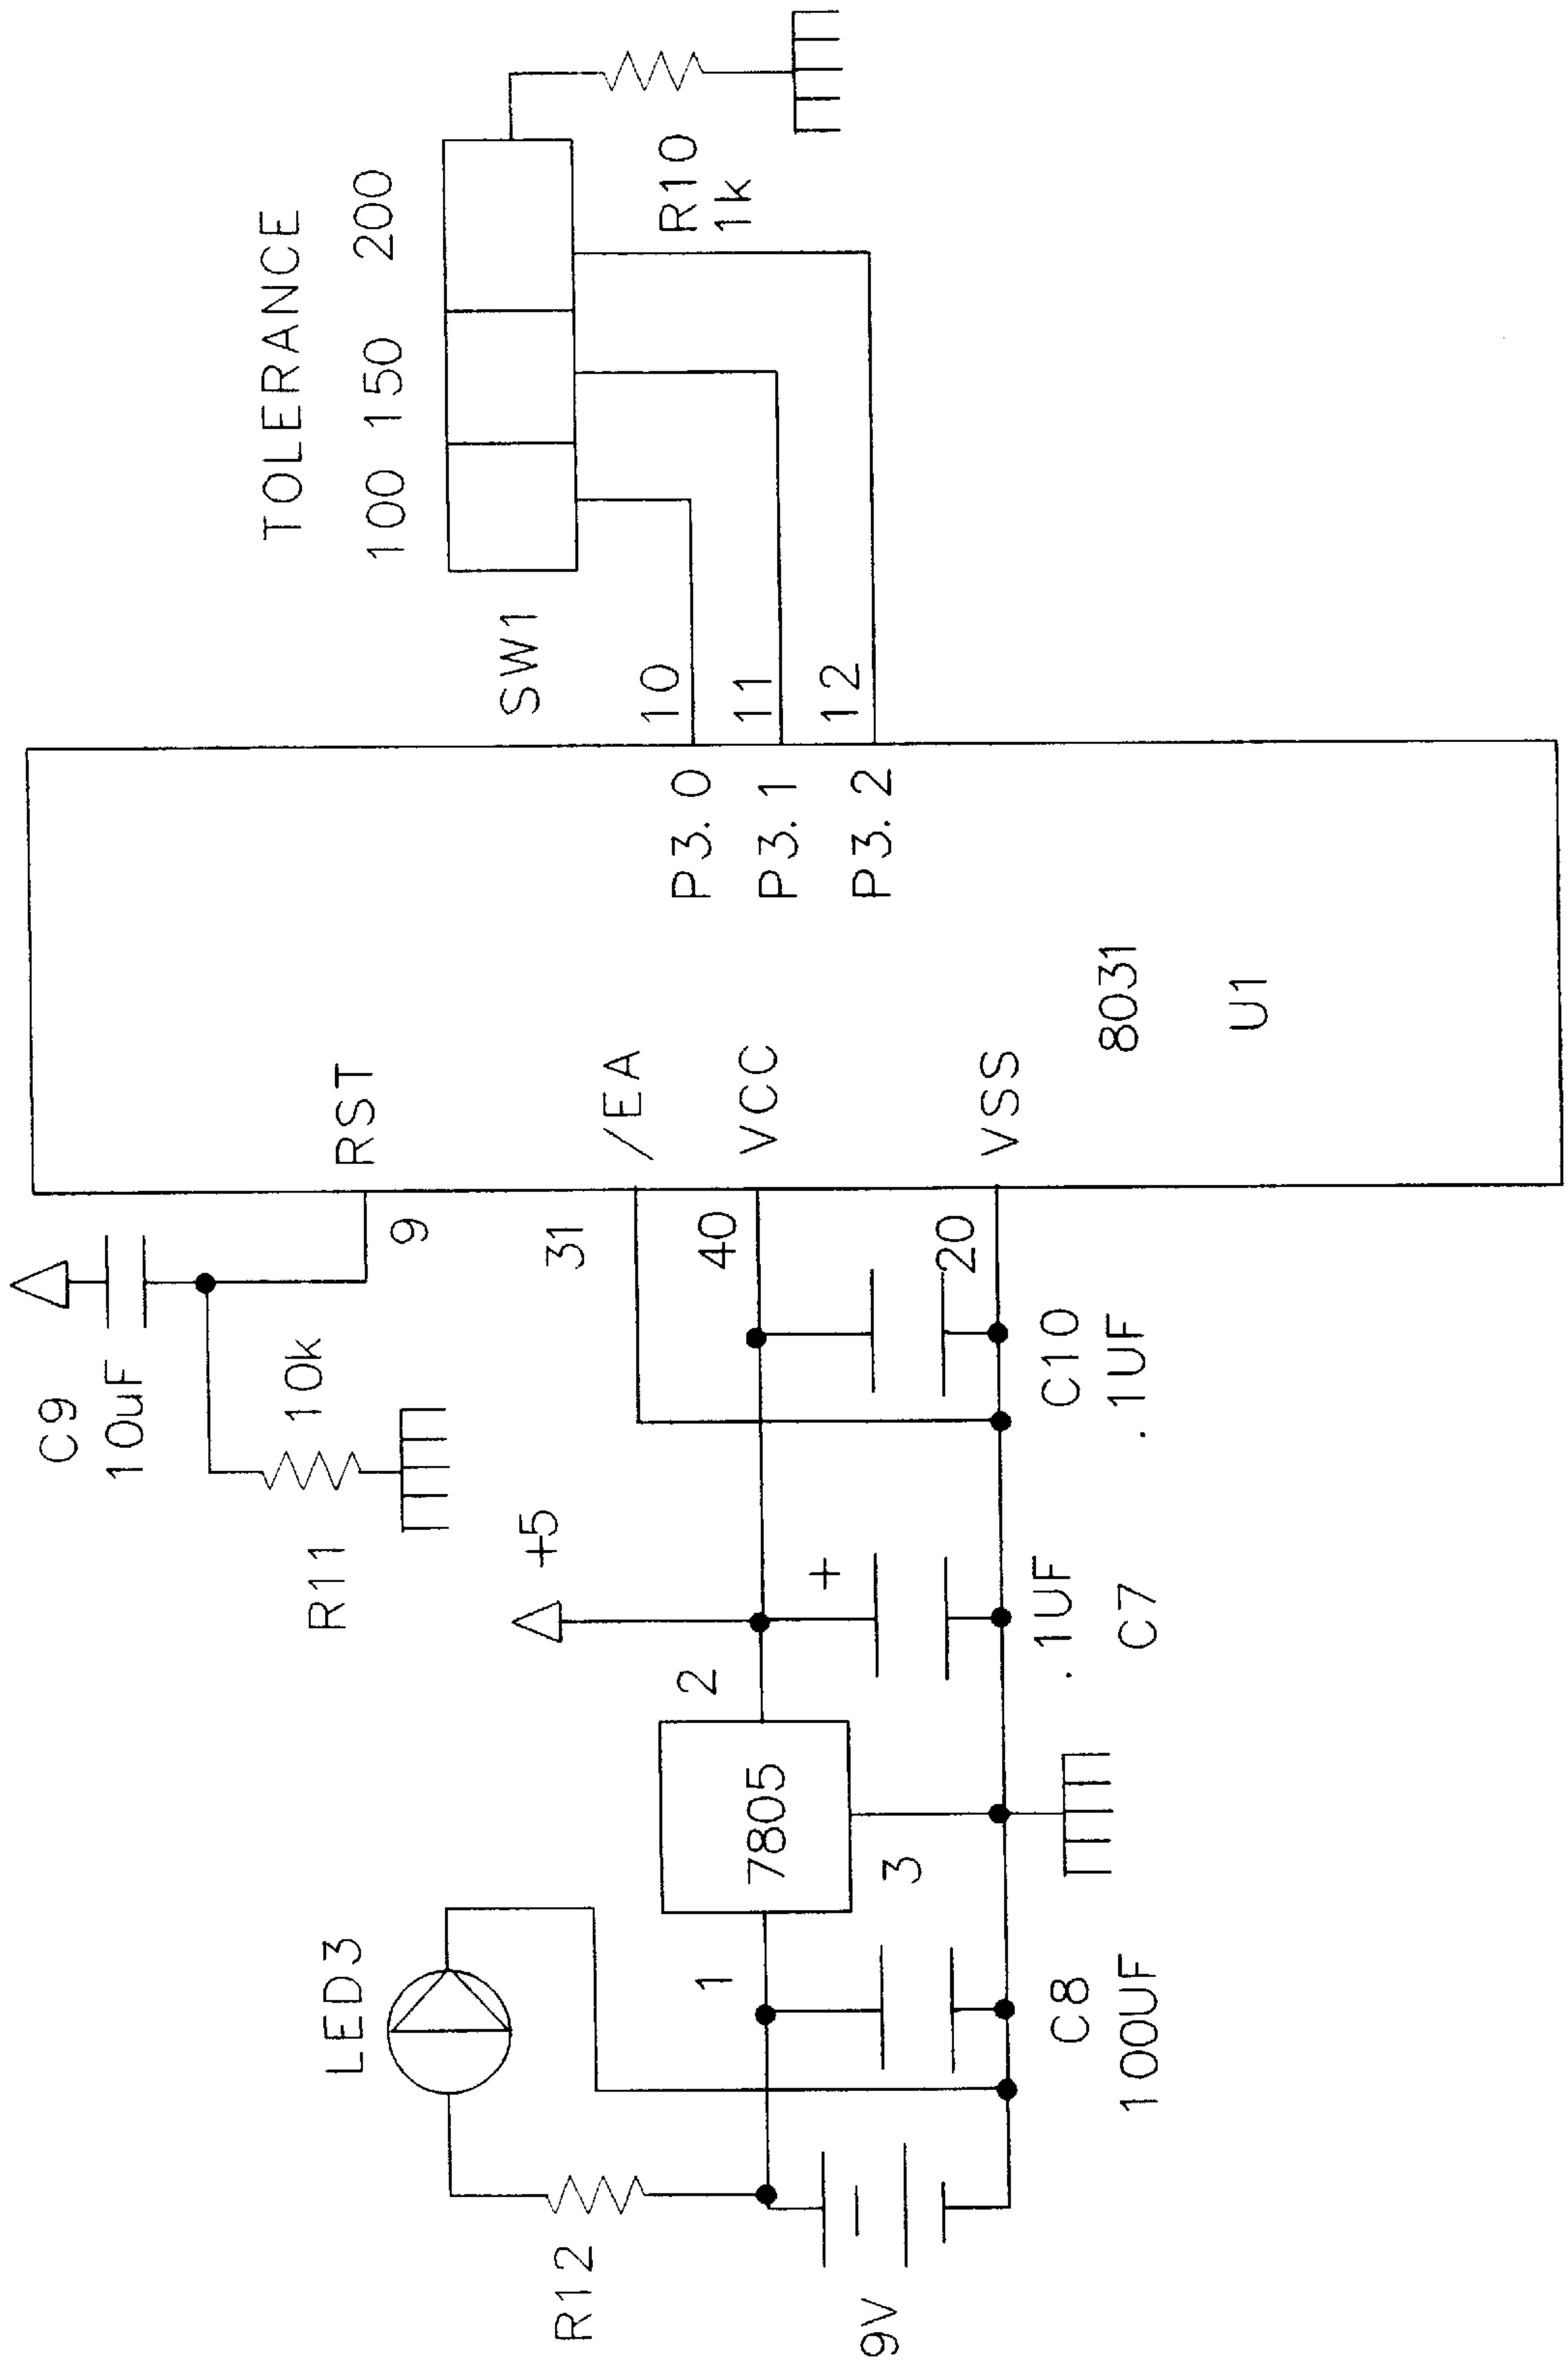 C9
10uF
R11
10k
RST
9
+5
LED3
R12
9V
1
7805
2
3
C8
100UF
.1UF
C7
C10
.1UF
31
/EA
40
VCC
20
VSS
8031
U1
P3.0
P3.1
P3.2
10
11
12
SW1
TOLERANCE
100 150 200
R10
1k